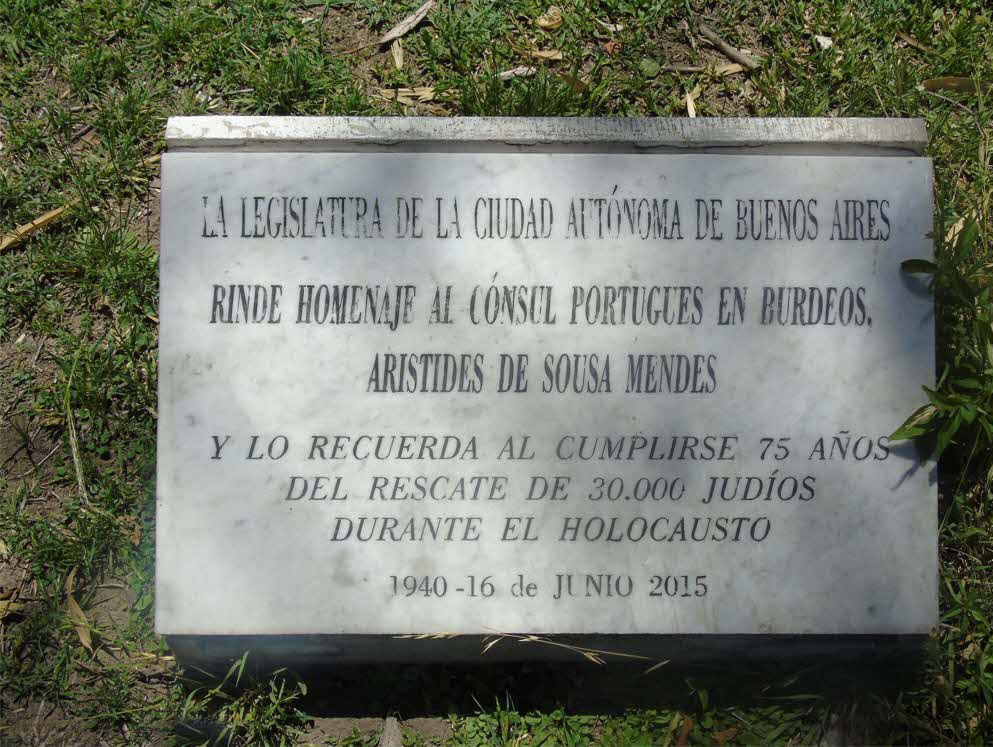 LA LEGISLATURA DE LA CIUDAD AUTÓNOMA DE BUENOS AIRES
RINDE HOMENAJE AL CÓNSUL PORTUGUES EN BURDEOS,
ARISTIDES DE SOUSA MENDES
Y LO RECUERDA AL CUMPLIRSE 75 AÑOS
DEL RESCATE DE 30.000 JUDÍOS
DURANTE EL HOLOCAUSTO
1940 -16 de JUNIO 2015